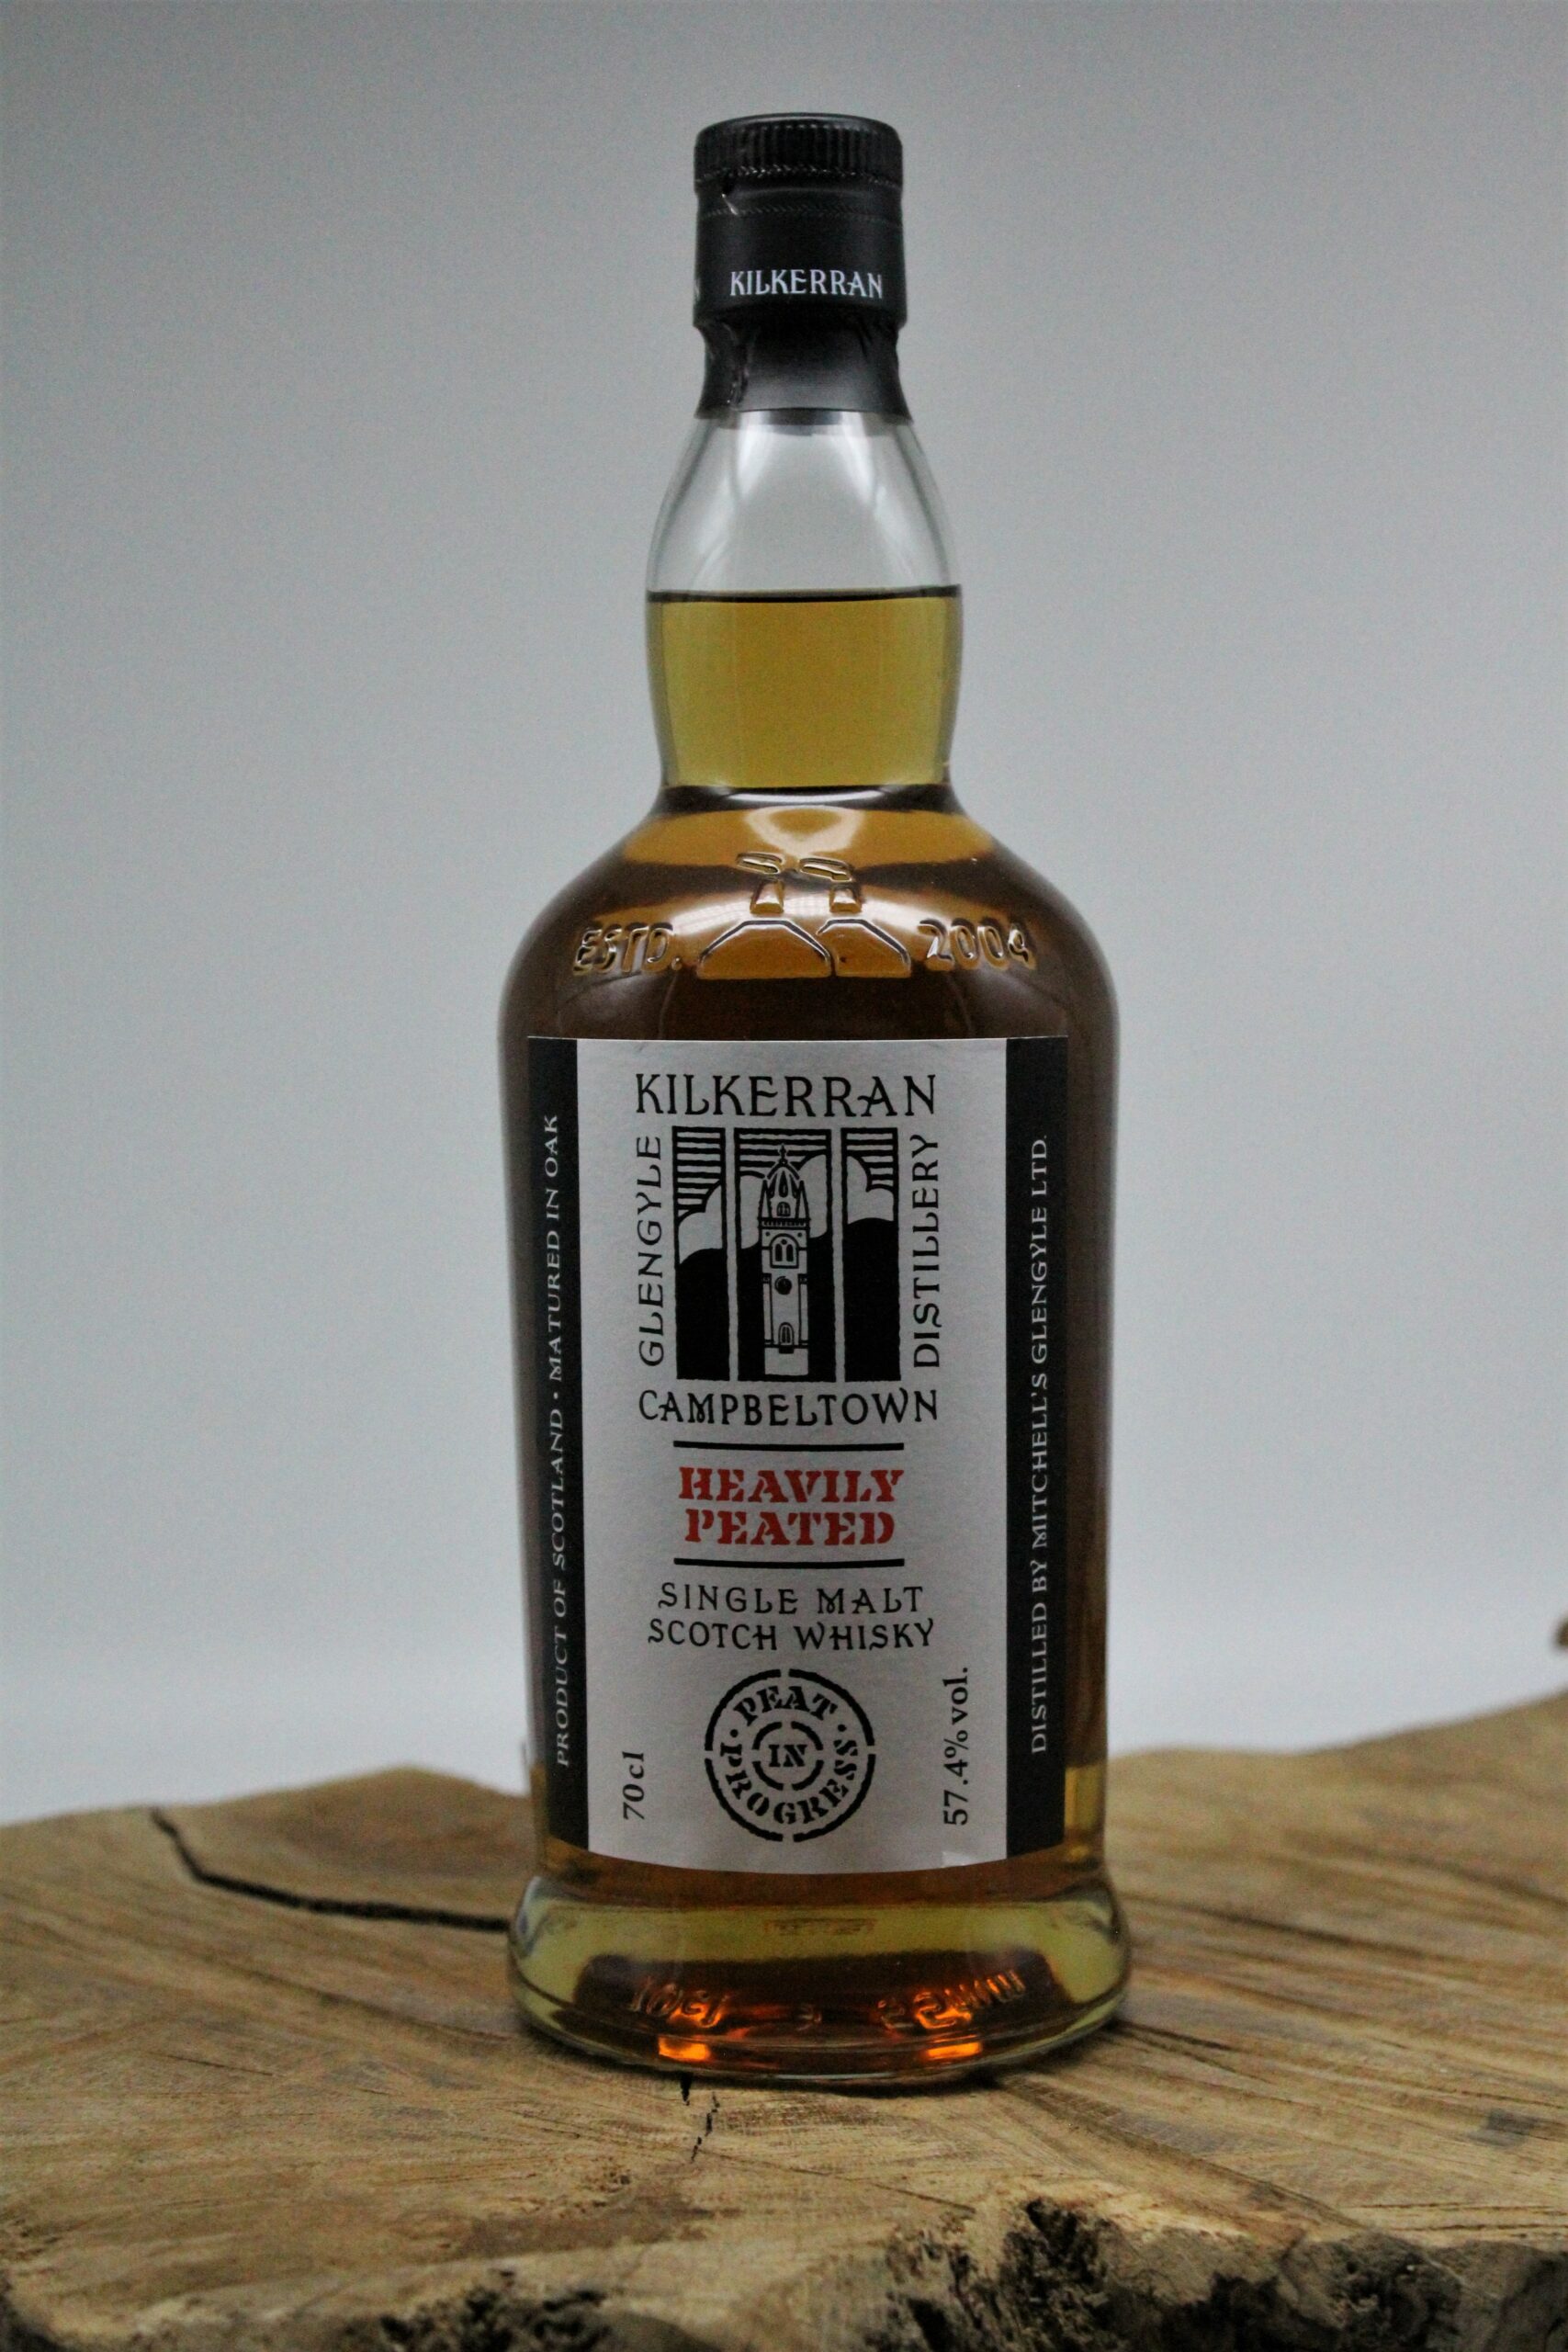 KILKERRAN
ESTD. 2004
KILKERRAN
GLENGYLE
DISTILLERY
CAMPBELTOWN
HEAVILY
PEATED
SINGLE MALT
SCOTCH WHISKY
PEAT
IN
PROGRESS
70cl
57.4% vol.
PRODUCT OF SCOTLAND • MATURED IN OAK
DISTILLED BY MITCHELL'S GLENGYLE LTD.